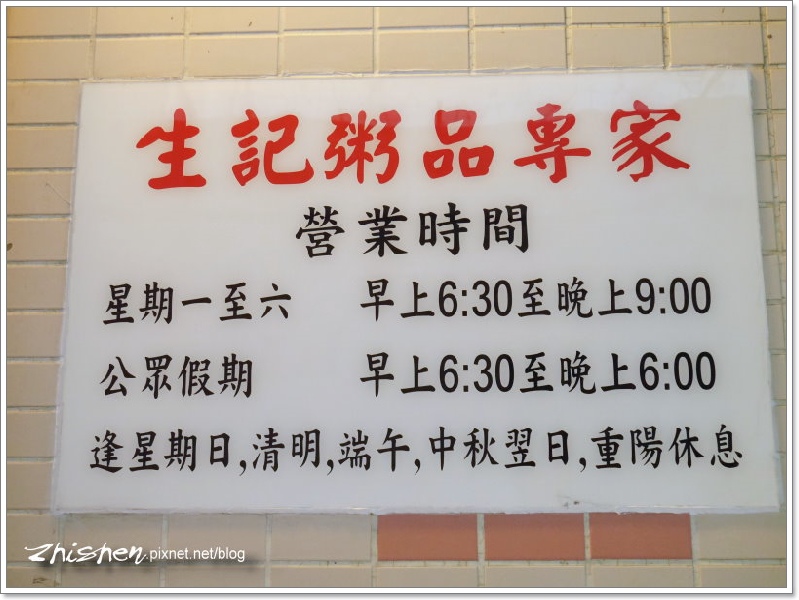 生記粥品專家
營業時間
星期一至六 早上6:30至晚上9:00
公眾假期 早上6:30至晚上6:00
逢星期日,清明,端午,中秋翌日,重陽休息
Zhishen.pixnet.net/blog